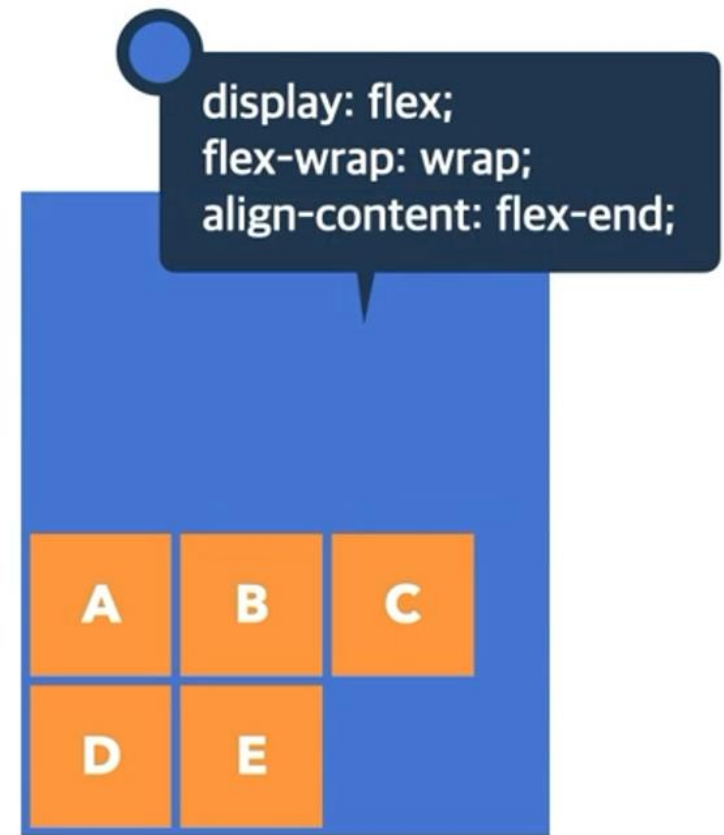 display: flex;
flex-wrap: wrap;
align-content: flex-end;
A B C
D E